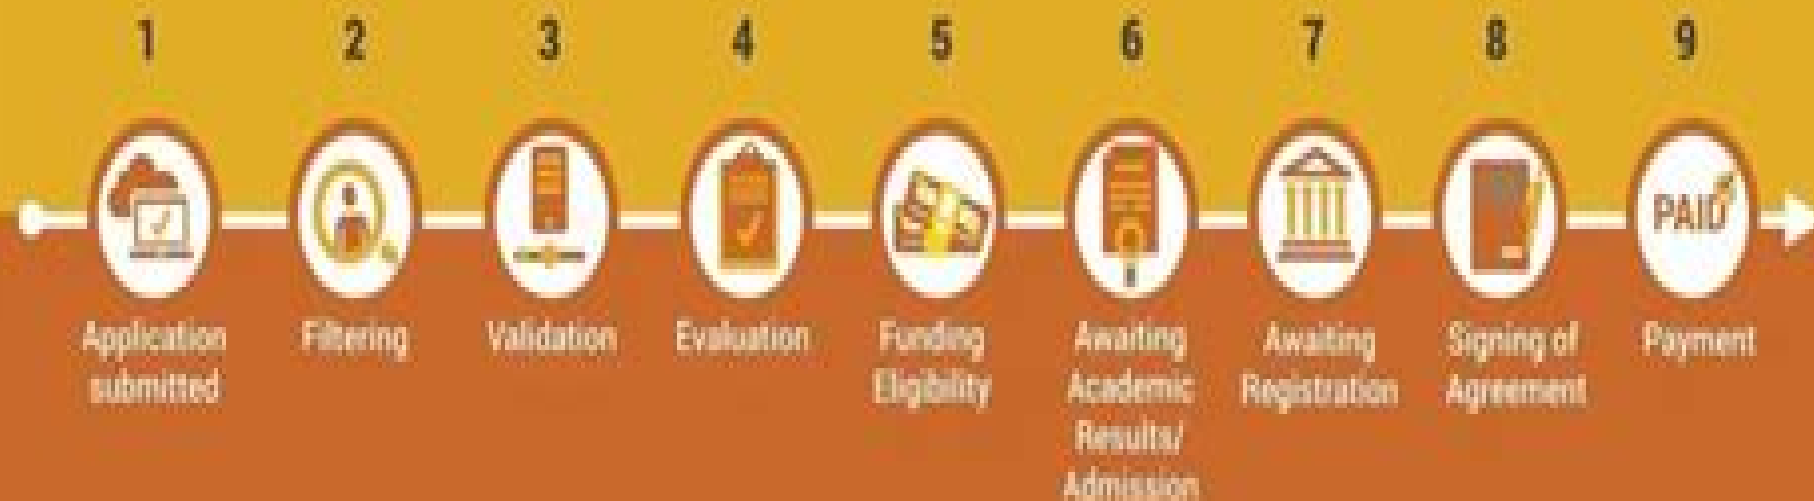 1
2
3
4
5
6
7
8
9
PAID
Application
submitted
Filtering
Validation
Evaluation
Funding
Eligibility
Awaiting
Academic
Results/
Admission
Awaiting
Registration
Signing of
Agreement
Payment